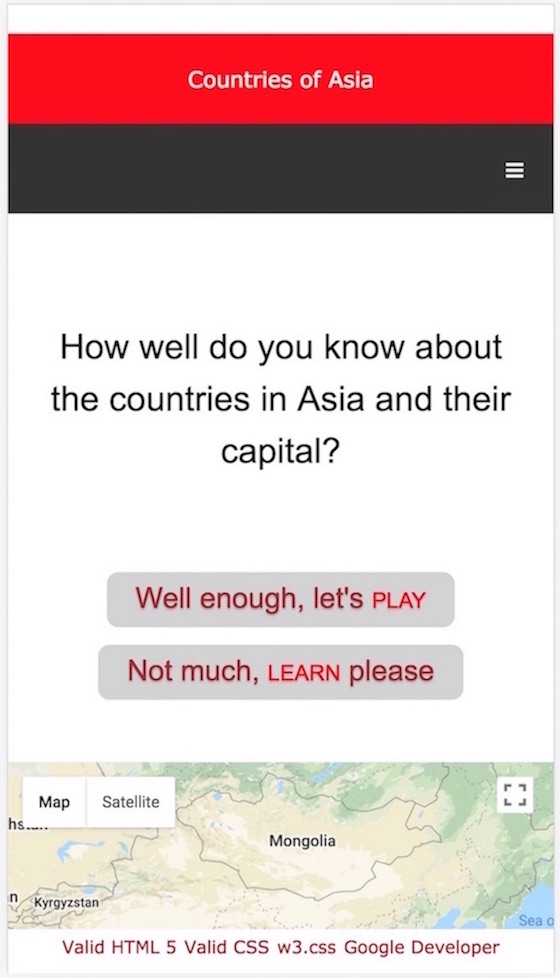 Countries of Asia
How well do you know about
the countries in Asia and their
capital?
Well enough, let's PLAY
Not much, LEARN please
Map Satellite
Mongolia
Kyrgyzstan
Sea o
Valid HTML 5 Valid CSS w3.css Google Developer